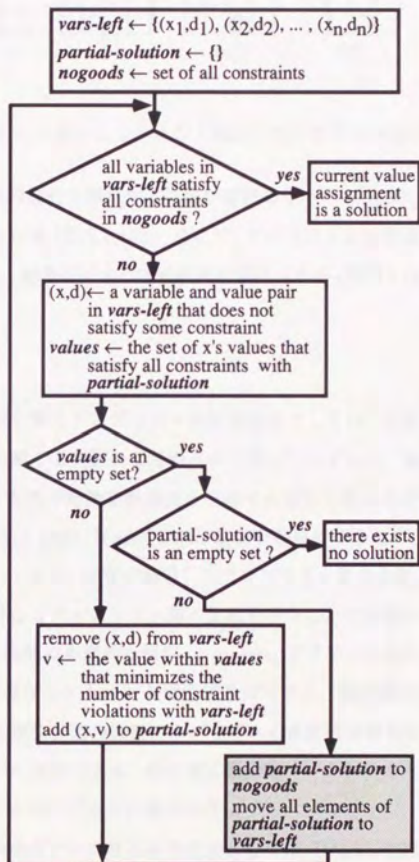 vars-left ← {(x1,d1), (x2,d2), ... , (xn,dn)}
partial-solution ← {}
nogoods ← set of all constraints
all variables in
vars-left satisfy
all constraints
in nogoods ?
yes
current value
assignment
is a solution
no
(x,d)← a variable and value pair
in vars-left that does not
satisfy some constraint
values ← the set of x's values that
satisfy all constraints with
partial-solution
values is an
empty set?
yes
no
partial-solution
is an empty set ?
yes
there exists
no solution
no
remove (x,d) from vars-left
v ← the value within values
that minimizes the
number of constraint
violations with vars-left
add (x,v) to partial-solution
add partial-solution to
nogoods
move all elements of
partial-solution to
vars-left